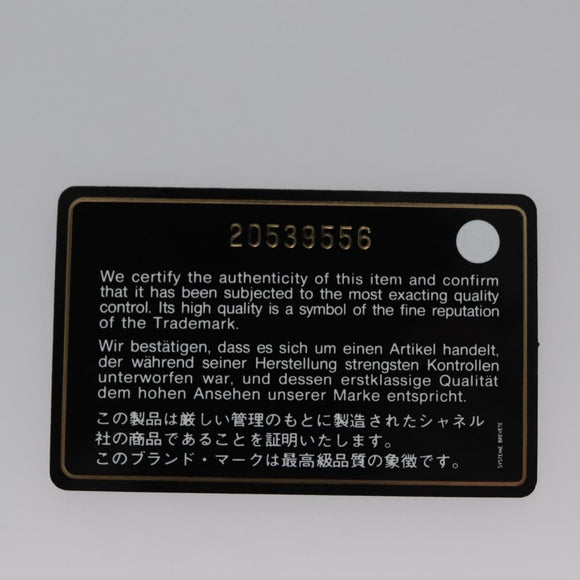 20539556
We certify the authenticity of this item and confirm
that it has been subjected to the most exacting quality
control. Its high quality is a symbol of the fine reputation
of the Trademark.
Wir bestätigen, dass es sich um einen Artikel handelt,
der während seiner Herstellung strengsten Kontrollen
unterworfen war, und dessen erstklassige Qualität
dem hohen Ansehen unserer Marke entspricht.
この製品は厳しい管理のもとに製造されたシャネル
社の商品であることを証明いたします。
このブランド・マークは最高級品質の象徴です。
SYSTEME BREVETE